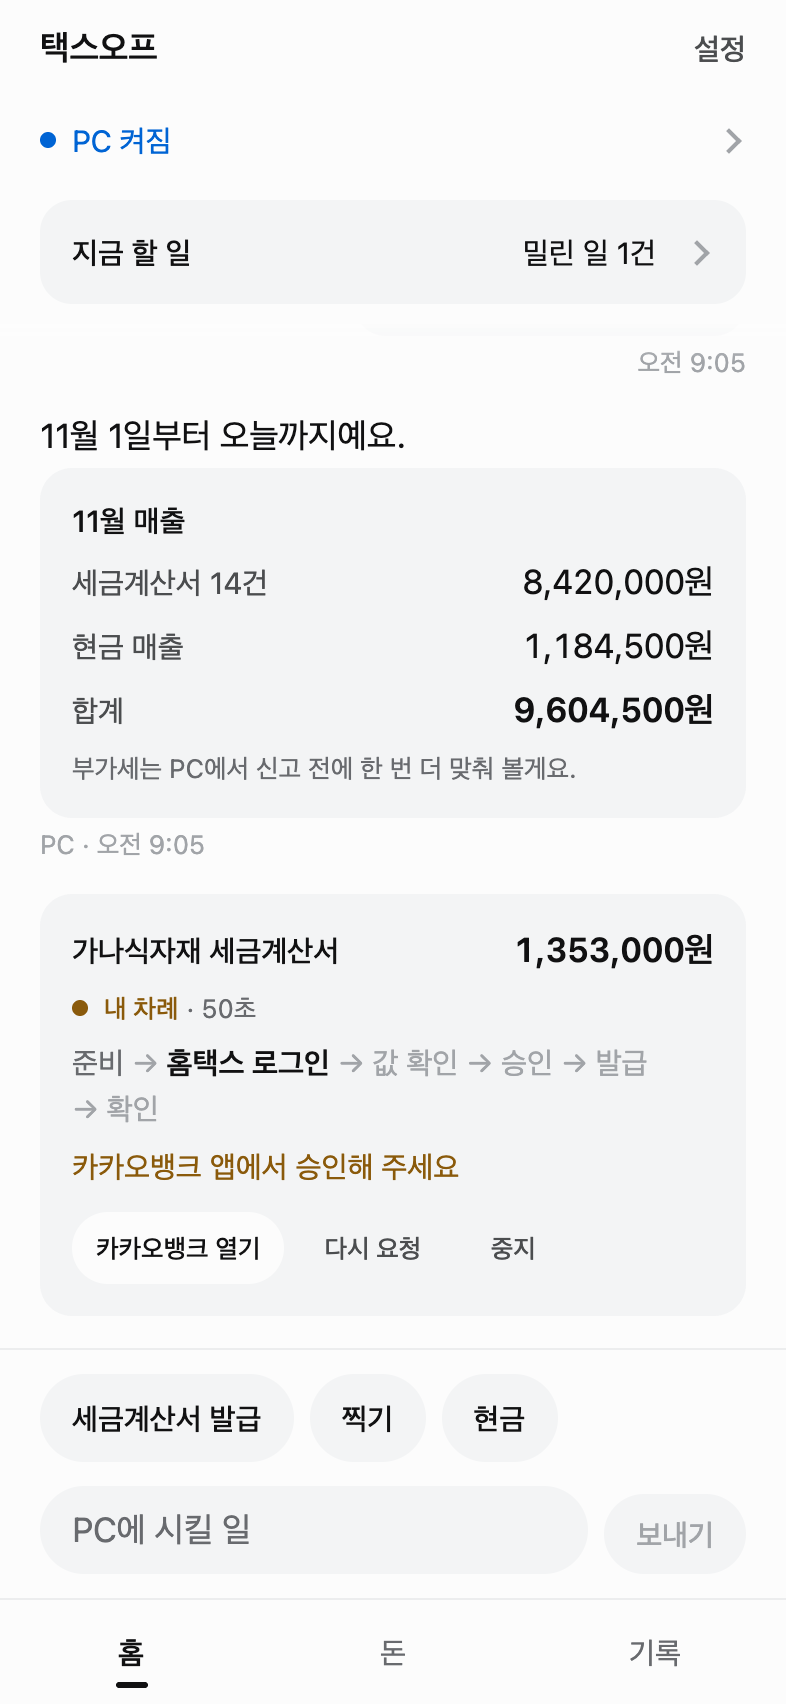 택스오프
설정
PC 켜짐
지금 할 일
밀린 일 1건
오전 9:05
11월 1일부터 오늘까지예요.
11월 매출
세금계산서 14건 8,420,000원
현금 매출 1,184,500원
합계 9,604,500원
부가세는 PC에서 신고 전에 한 번 더 맞춰 볼게요.
PC · 오전 9:05
가나식자재 세금계산서 1,353,000원
내 차례 · 50초
준비 → 홈택스 로그인 → 값 확인 → 승인 → 발급
→ 확인
카카오뱅크 앱에서 승인해 주세요
카카오뱅크 열기 다시 요청 중지
세금계산서 발급 찍기 현금
PC에 시킬 일 보내기
홈 돈 기록